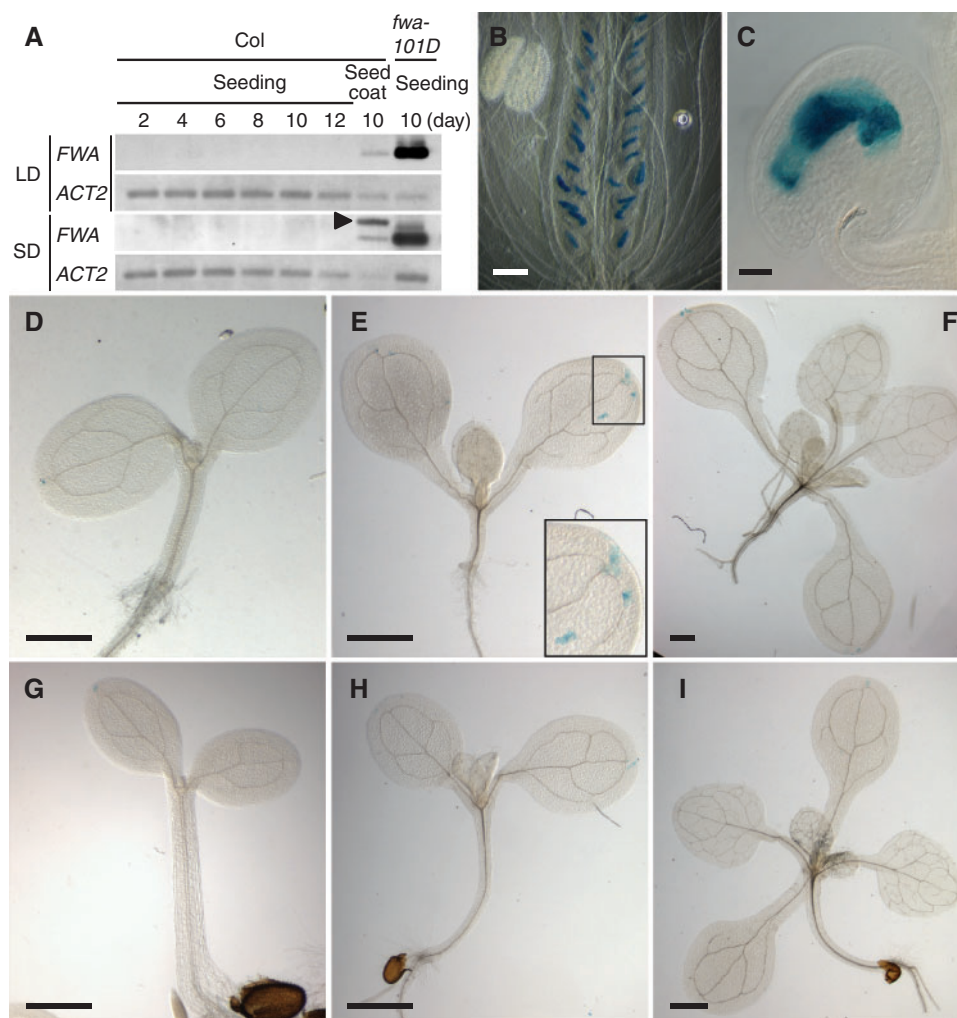 A
Col
fwa-
101D
Seeding
Seed
coat
Seeding
2 4 6 8 10 12 10 10 (day)
LD
FWA
ACT2
SD
FWA
ACT2
B
C
D
E
F
G
H
I